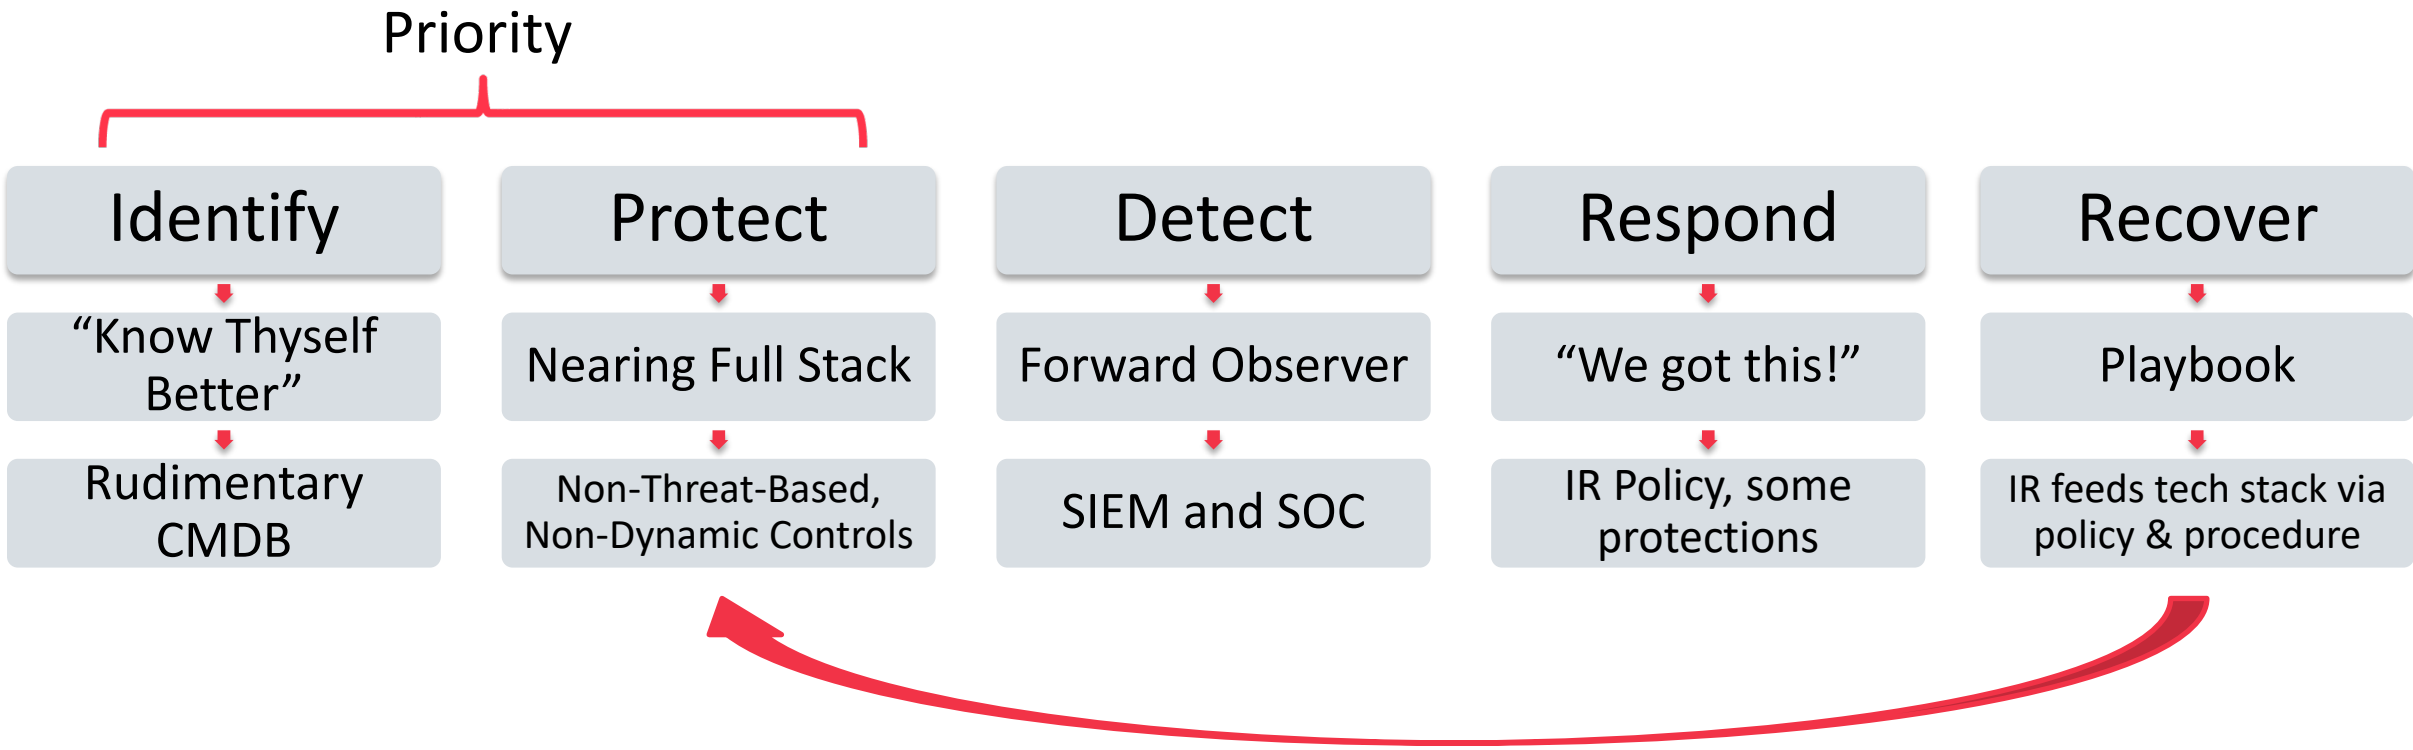 Priority
Identify
Protect
Detect
Respond
Recover
“Know Thyself
Better”
Nearing Full Stack
Forward Observer
“We got this!”
Playbook
Rudimentary
CMDB
Non-Threat-Based,
Non-Dynamic Controls
SIEM and SOC
IR Policy, some
protections
IR feeds tech stack via
policy & procedure